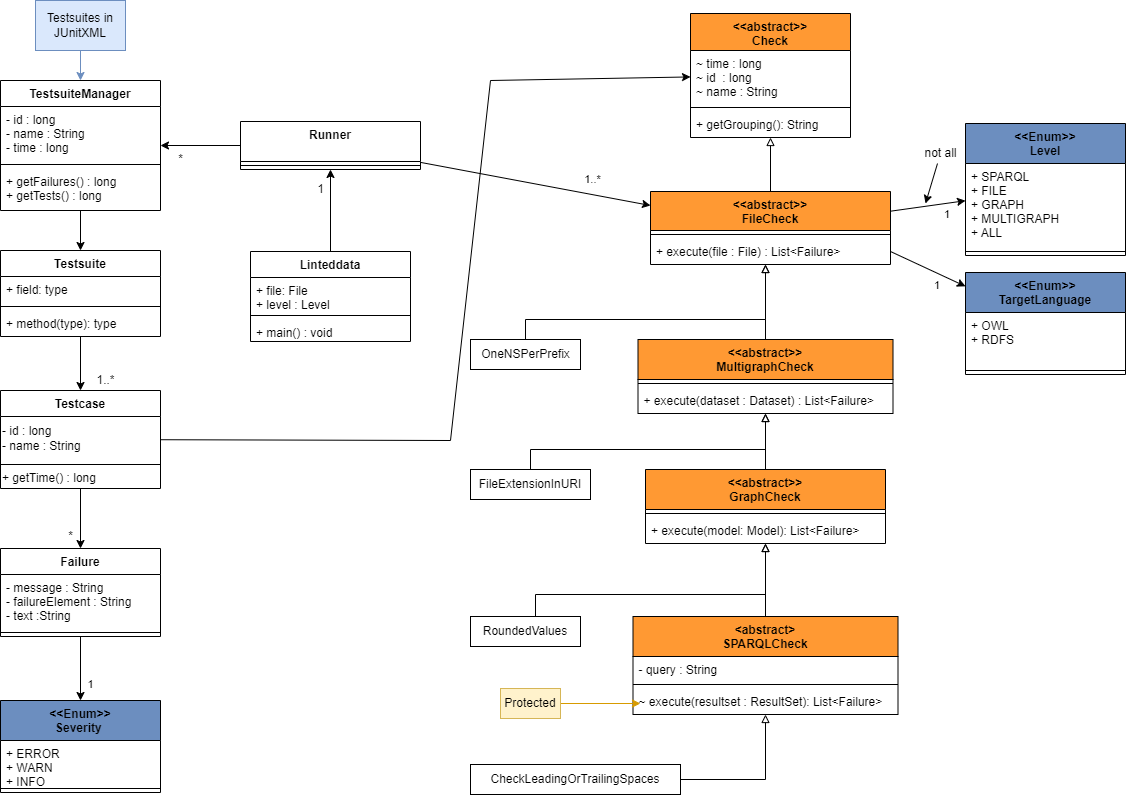 Testsuites in
JUnitXML
TestsuiteManager
- id : long
- name : String
- time : long
+ getFailures() : long
+ getTests() : long
*
Runner
1
Linteddata
+ file: File
+ level : Level
+ main() : void
Testsuite
+ field: type
+ method(type): type
1..*
Testcase
- id : long
- name : String
+ getTime() : long
*
Failure
- message : String
- failureElement : String
- text :String
1
<<Enum>>
Severity
+ ERROR
+ WARN
+ INFO
<<abstract>>
Check
~ time : long
~ id : long
~ name : String
+ getGrouping(): String
1..*
<<abstract>>
FileCheck
+ execute(file : File) : List<Failure>
not all
1
<<Enum>>
Level
+ SPARQL
+ FILE
+ GRAPH
+ MULTIGRAPH
+ ALL
1
<<Enum>>
TargetLanguage
+ OWL
+ RDFS
OneNSPerPrefix
<<abstract>>
MultigraphCheck
+ execute(dataset : Dataset) : List<Failure>
FileExtensionInURI
<<abstract>>
GraphCheck
+ execute(model: Model): List<Failure>
RoundedValues
<abstract>
SPARQLCheck
- query : String
Protected
~ execute(resultset : ResultSet): List<Failure>
CheckLeadingOrTrailingSpaces